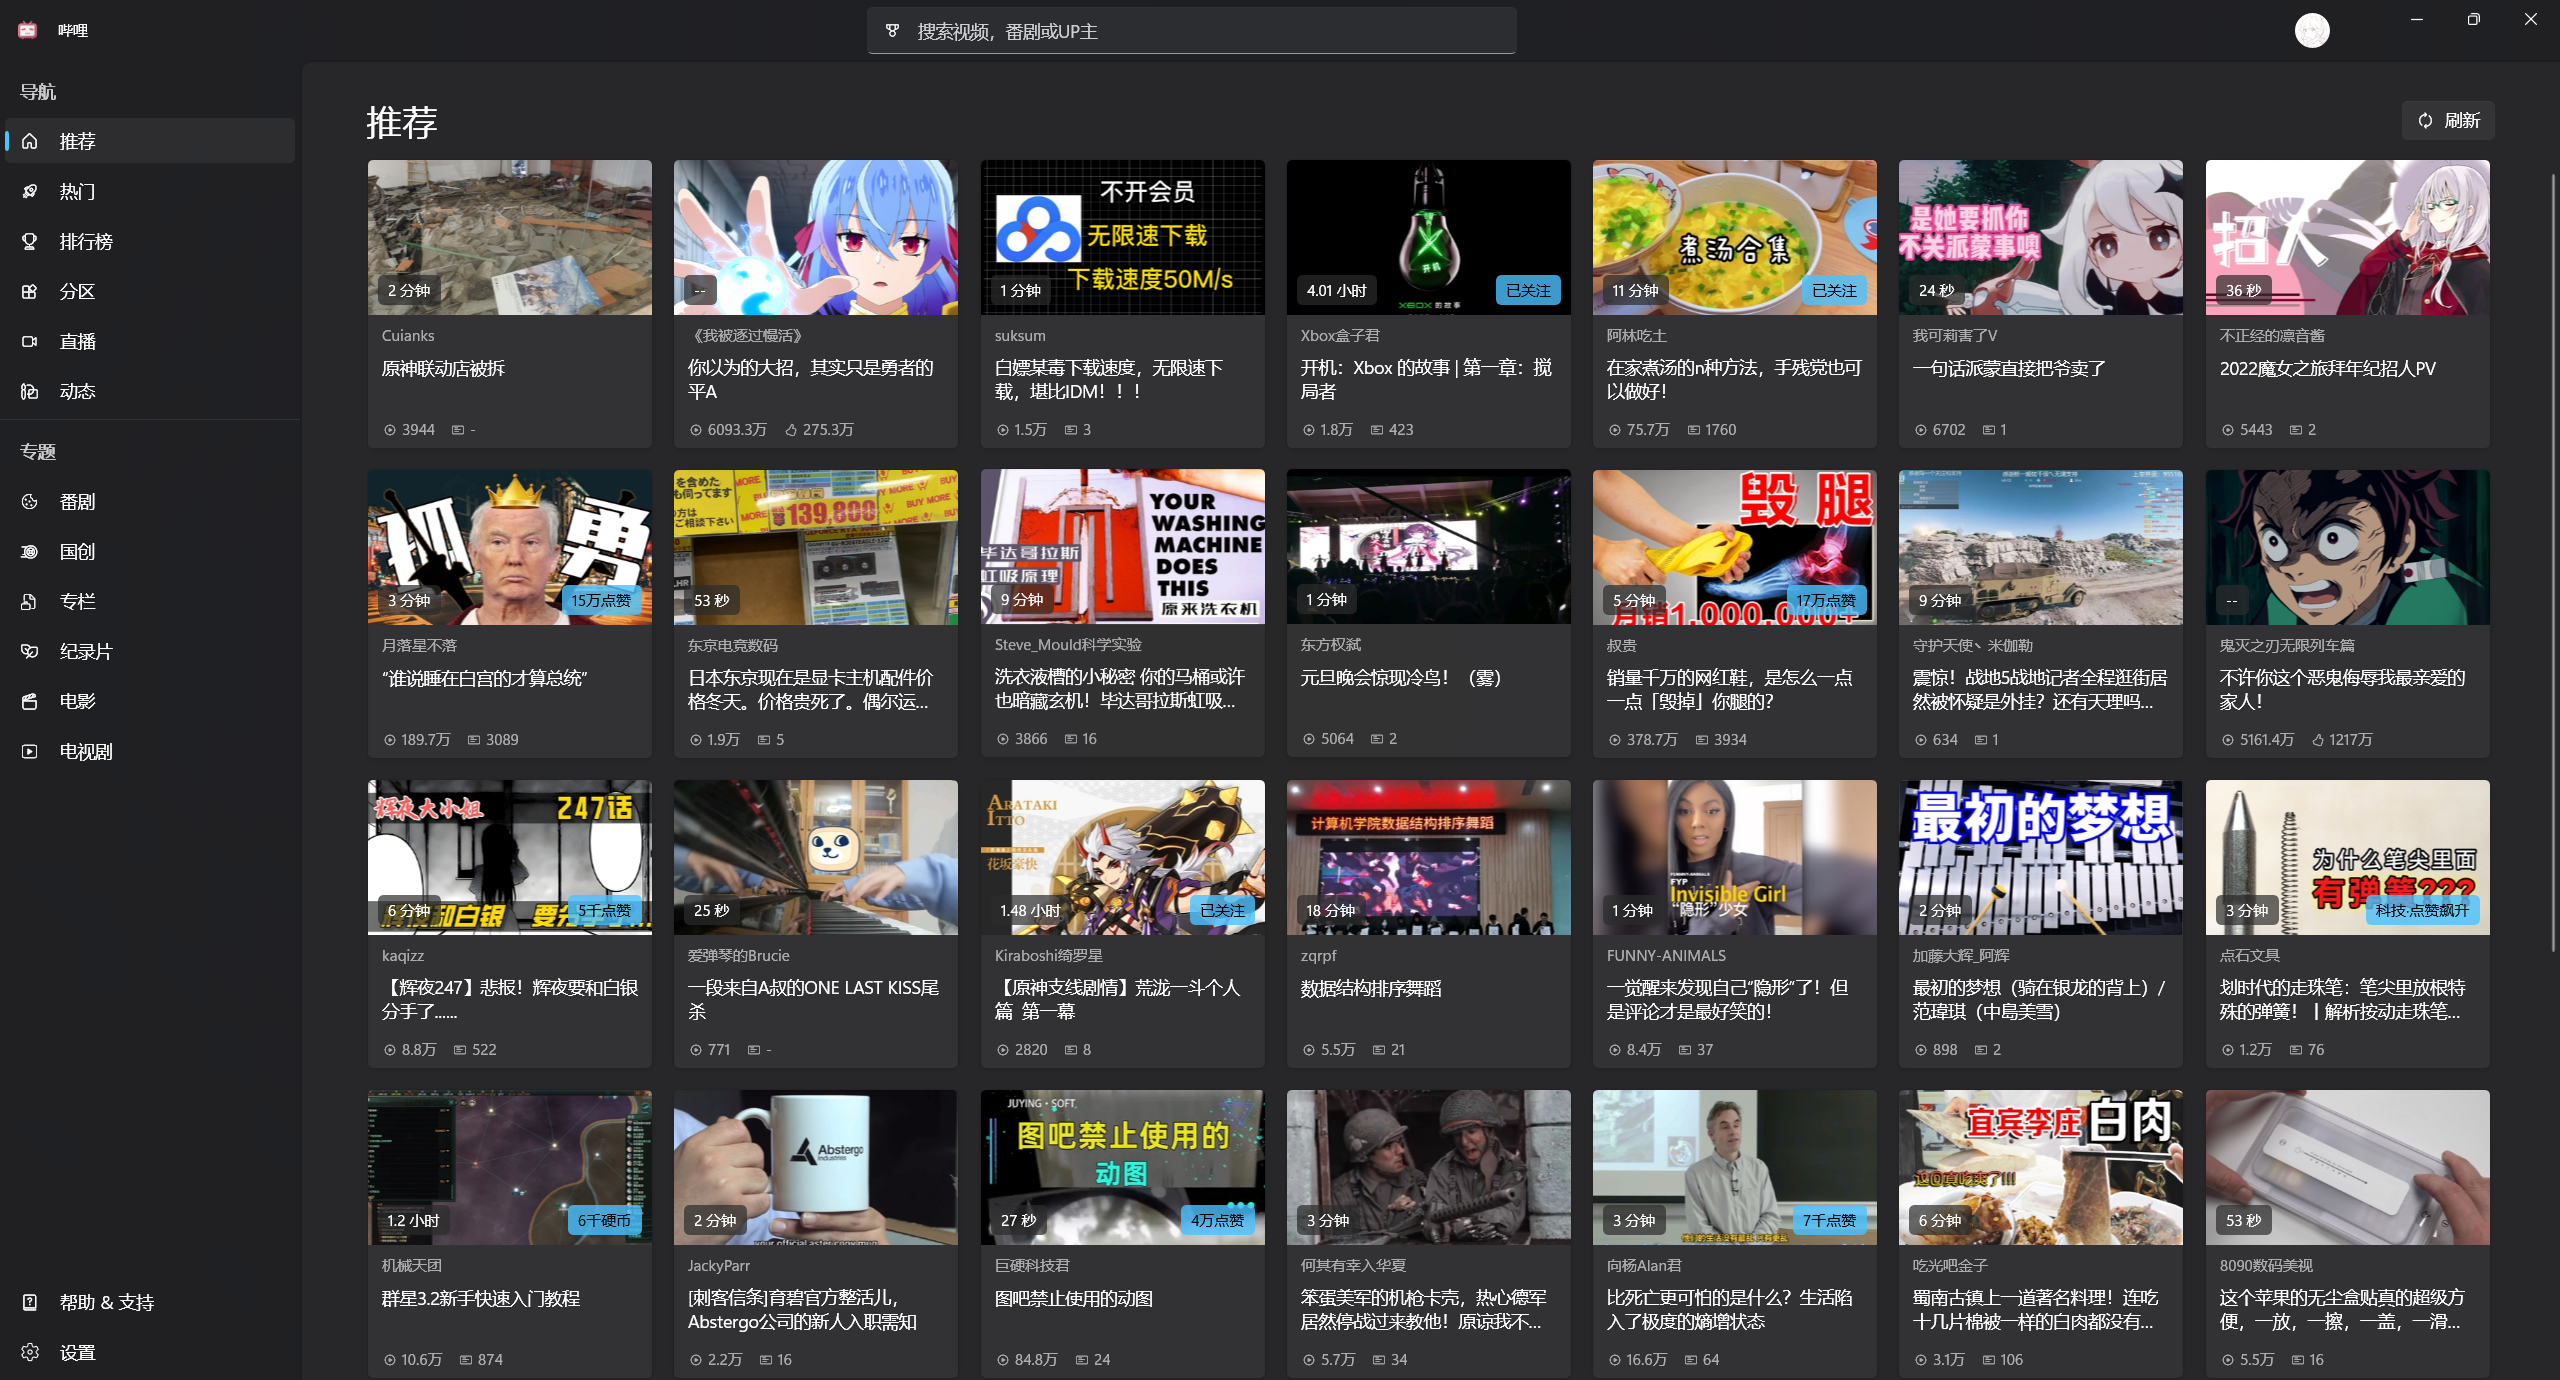 哔哩
搜索视频，番剧或UP主
导航
推荐
热门
排行榜
分区
直播
动态
专题
番剧
国创
专栏
纪录片
电影
电视剧
帮助 & 支持
设置
推荐
刷新
2 分钟
Cuianks
原神联动店被拆
3944 -
--
《我被逐过慢活》
你以为的大招，其实只是勇者的
平A
6093.3万 275.3万
不开会员
无限速下载
下载速度50M/s
1 分钟
suksum
白嫖某毒下载速度，无限速下
载，堪比IDM！！！
1.5万 3
开机
XBOX 的故事
4.01 小时
已关注
Xbox盒子君
开机：Xbox 的故事 | 第一章：搅
局者
1.8万 423
煮汤合集
11 分钟
已关注
阿林吃土
在家煮汤的n种方法，手残党也可
以做好！
75.7万 1760
是她要抓你
不关派蒙事噢
24 秒
我可莉害了V
一句话派蒙直接把爷卖了
6702 1
招人
36 秒
不正经的凛音酱
2022魔女之旅拜年纪招人PV
5443 2
勇
3 分钟
15万点赞
月落星不落
“谁说睡在白宫的才算总统”
189.7万 3089
139,800
53 秒
东京电竞数码
日本东京现在是显卡主机配件价
格冬天。价格贵死了。偶尔运...
1.9万 5
YOUR
WASHING
MACHINE
DOES
THIS
毕达哥拉斯
虹吸原理
原来洗衣机
9 分钟
Steve_Mould科学实验
洗衣液槽的小秘密 你的马桶或许
也暗藏玄机！毕达哥拉斯虹吸...
3866 16
1 分钟
东方权弑
元旦晚会惊现冷鸟！（雾）
5064 2
毁腿
月销1,000,000+
5 分钟
17万点赞
叔贵
销量千万的网红鞋，是怎么一点
一点「毁掉」你腿的？
378.7万 3934
9 分钟
守护天使丶米伽勒
震惊！战地5战地记者全程逛街居
然被怀疑是外挂？还有天理吗...
634 1
--
鬼灭之刃无限列车篇
不许你这个恶鬼侮辱我最亲爱的
家人！
5161.4万 1217万
辉夜大小姐
247话
6 分钟
5千点赞
kaqizz
【辉夜247】悲报！辉夜要和白银
分手了......
8.8万 522
25 秒
爱弹琴的Brucie
一段来自A叔的ONE LAST KISS尾
杀
771 -
ARATAKI
ITTO
花坂豪快
1.48 小时
已关注
Kiraboshi绮罗星
【原神支线剧情】荒泷一斗个人
篇 第一幕
2820 8
计算机学院数据结构排序舞蹈
18 分钟
zqrpf
数据结构排序舞蹈
5.5万 21
FUNNY-ANIMALS
FYP
Invisible Girl
“隐形”少女
1 分钟
FUNNY-ANIMALS
一觉醒来发现自己“隐形”了！但
是评论才是最好笑的！
8.4万 37
最初的梦想
2 分钟
加藤大辉_阿辉
最初的梦想（骑在银龙的背上）/
范瑋琪（中島美雪）
898 2
为什么笔尖里面
有弹簧???
3 分钟
科技·点赞飙升
点石文具
划时代的走珠笔：笔尖里放根特
殊的弹簧！丨解析按动走珠笔...
1.2万 76
1.2 小时
6千硬币
机械天团
群星3.2新手快速入门教程
10.6万 874
Abstergo
Industries
2 分钟
JackyParr
[刺客信条]育碧官方整活儿，
Abstergo公司的新人入职需知
2.2万 16
JUYING · SOFT
图吧禁止使用的
动图
27 秒
4万点赞
巨硬科技君
图吧禁止使用的动图
84.8万 24
3 分钟
何其有幸入华夏
笨蛋美军的机枪卡壳，热心德军
居然停战过来教他！原谅我不...
5.7万 34
3 分钟
7千点赞
向杨Alan君
比死亡更可怕的是什么？生活陷
入了极度的熵增状态
16.6万 64
宜宾李庄白肉
6 分钟
吃光吧金子
蜀南古镇上一道著名料理！连吃
十几片棉被一样的白肉都没有...
3.1万 106
53 秒
8090数码美视
这个苹果的无尘盒贴真的超级方
便，一放，一擦，一盖，一滑...
5.5万 16